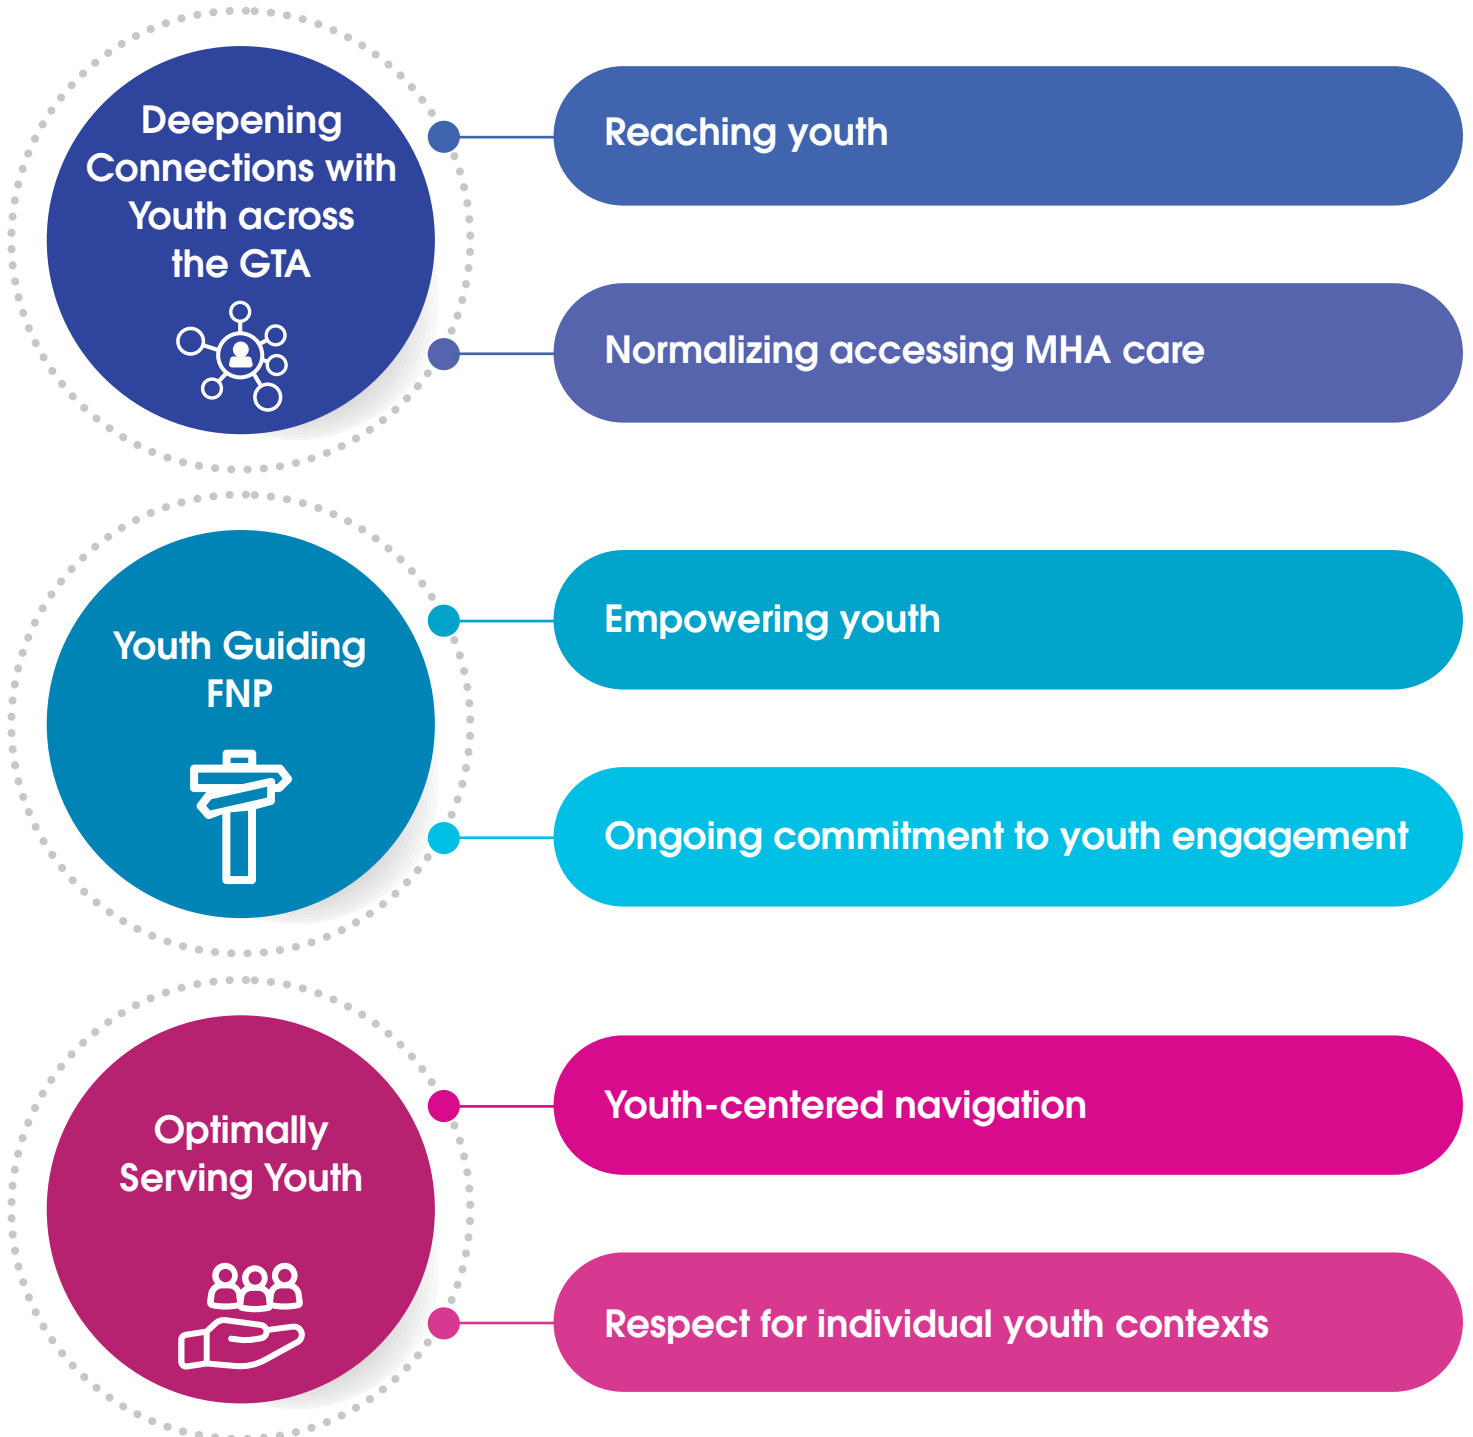 Deepening
Connections with
Youth across
the GTA
Reaching youth
Normalizing accessing MHA care
Youth Guiding
FNP
Empowering youth
Ongoing commitment to youth engagement
Optimally
Serving Youth
Youth-centered navigation
Respect for individual youth contexts